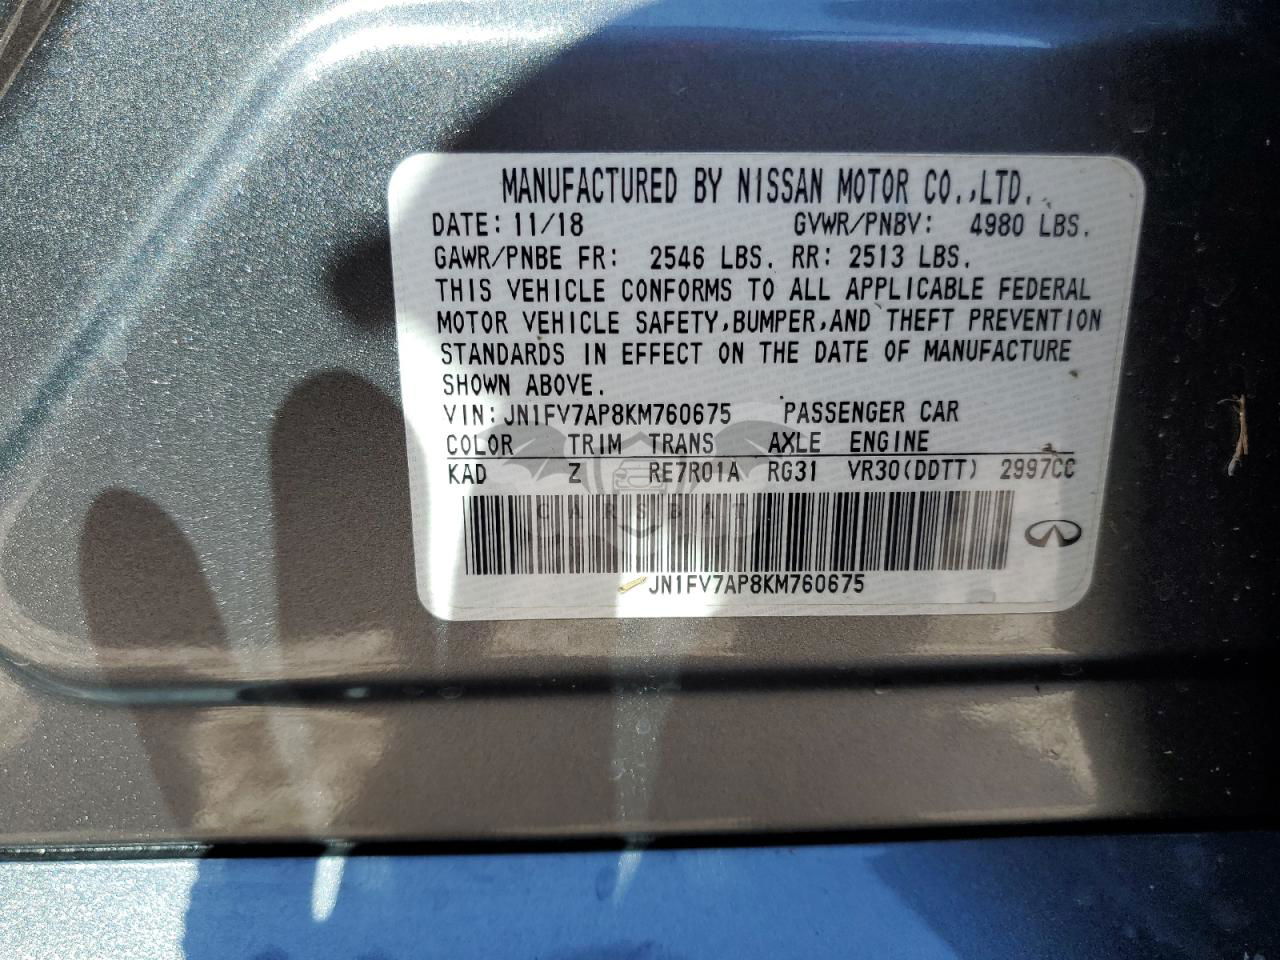 MANUFACTURED BY NISSAN MOTOR CO.,LTD.
DATE: 11/18 GVWR/PNBV: 4980 LBS.
GAWR/PNBE FR: 2546 LBS. RR: 2513 LBS.
THIS VEHICLE CONFORMS TO ALL APPLICABLE FEDERAL
MOTOR VEHICLE SAFETY,BUMPER,AND THEFT PREVENTION
STANDARDS IN EFFECT ON THE DATE OF MANUFACTURE
SHOWN ABOVE.
VIN:JN1FV7AP8KM760675 PASSENGER CAR
COLOR TRIM TRANS AXLE ENGINE
KAD Z RE7R01A RG31 VR30(DDTT) 2997CC
CARSBAT
JN1FV7AP8KM760675